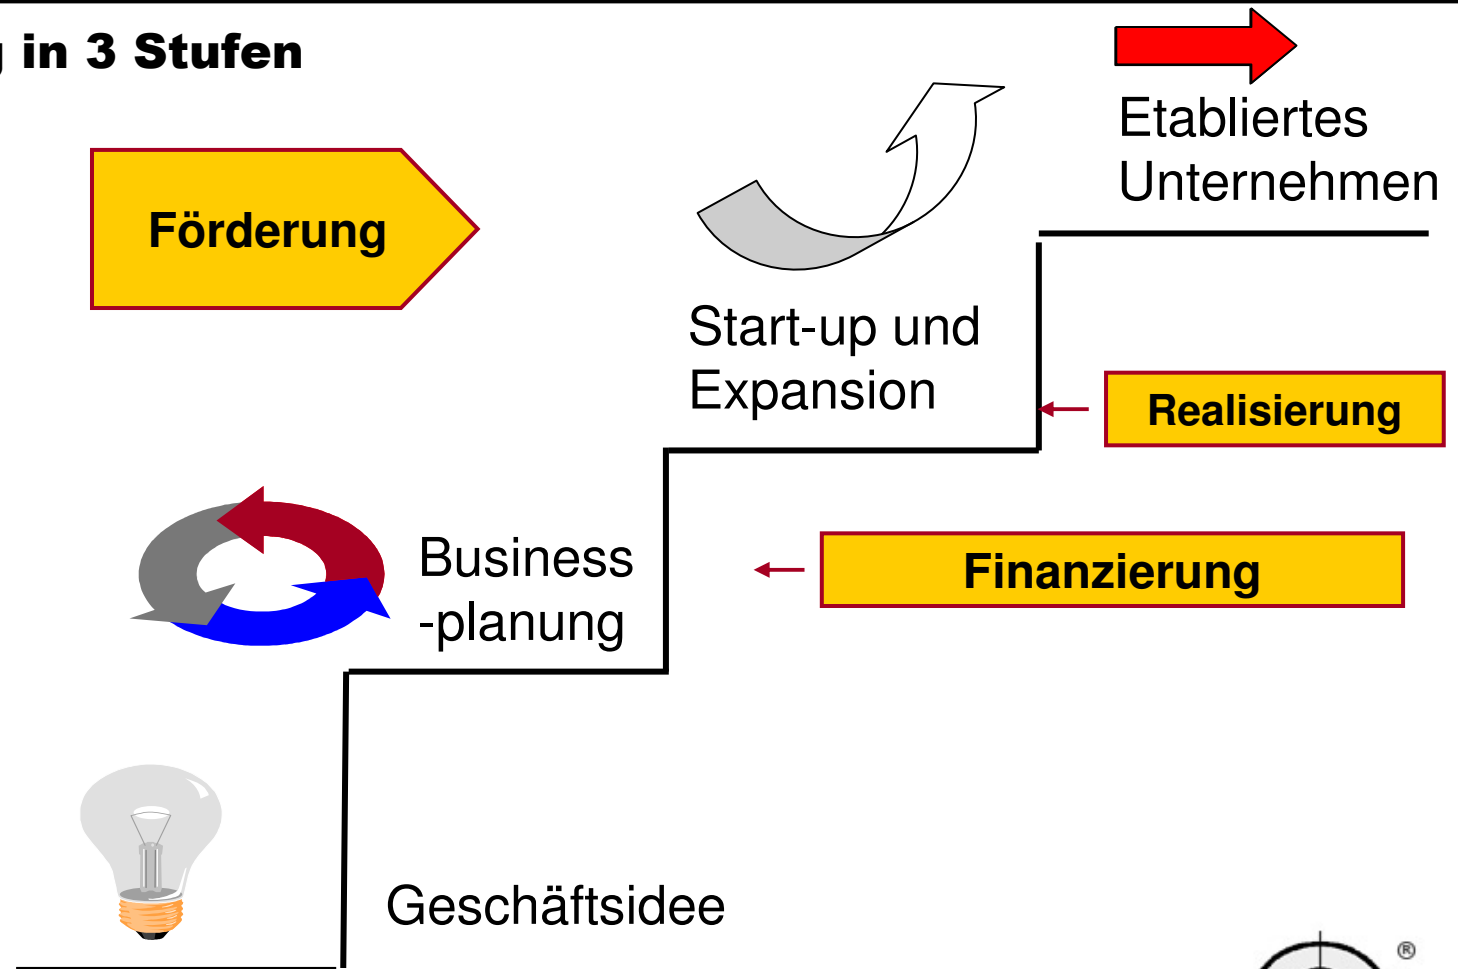 g in 3 Stufen
Etabliertes
Unternehmen
Förderung
Start-up und
Expansion
Realisierung
Business
-planung
Finanzierung
Geschäftsidee
®